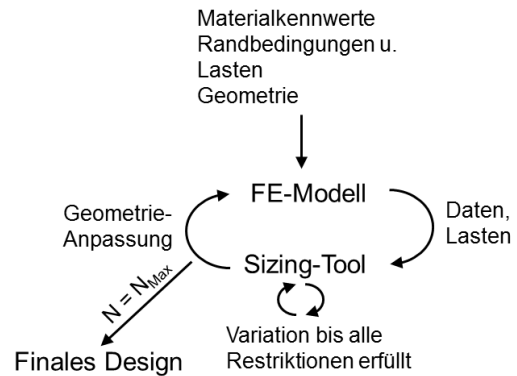 Materialkennwerte
Randbedingungen u.
Lasten
Geometrie
FE-Modell
Geometrie-
Anpassung
Daten,
Lasten
Sizing-Tool
N = N_Max
Variation bis alle
Restriktionen erfüllt
Finales Design